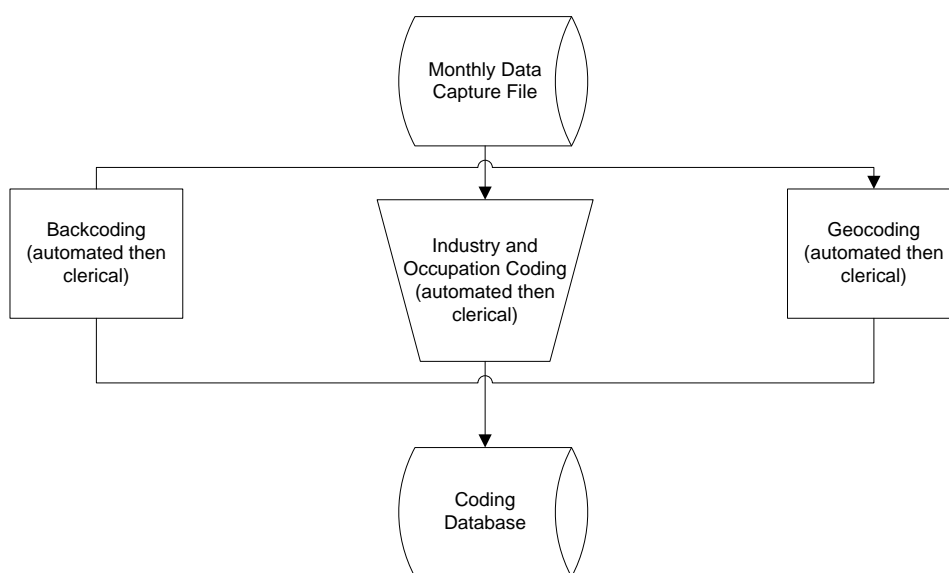 Monthly Data
Capture File
Backcoding
(automated then
clerical)
Industry and
Occupation Coding
(automated then
clerical)
Geocoding
(automated then
clerical)
Coding
Database